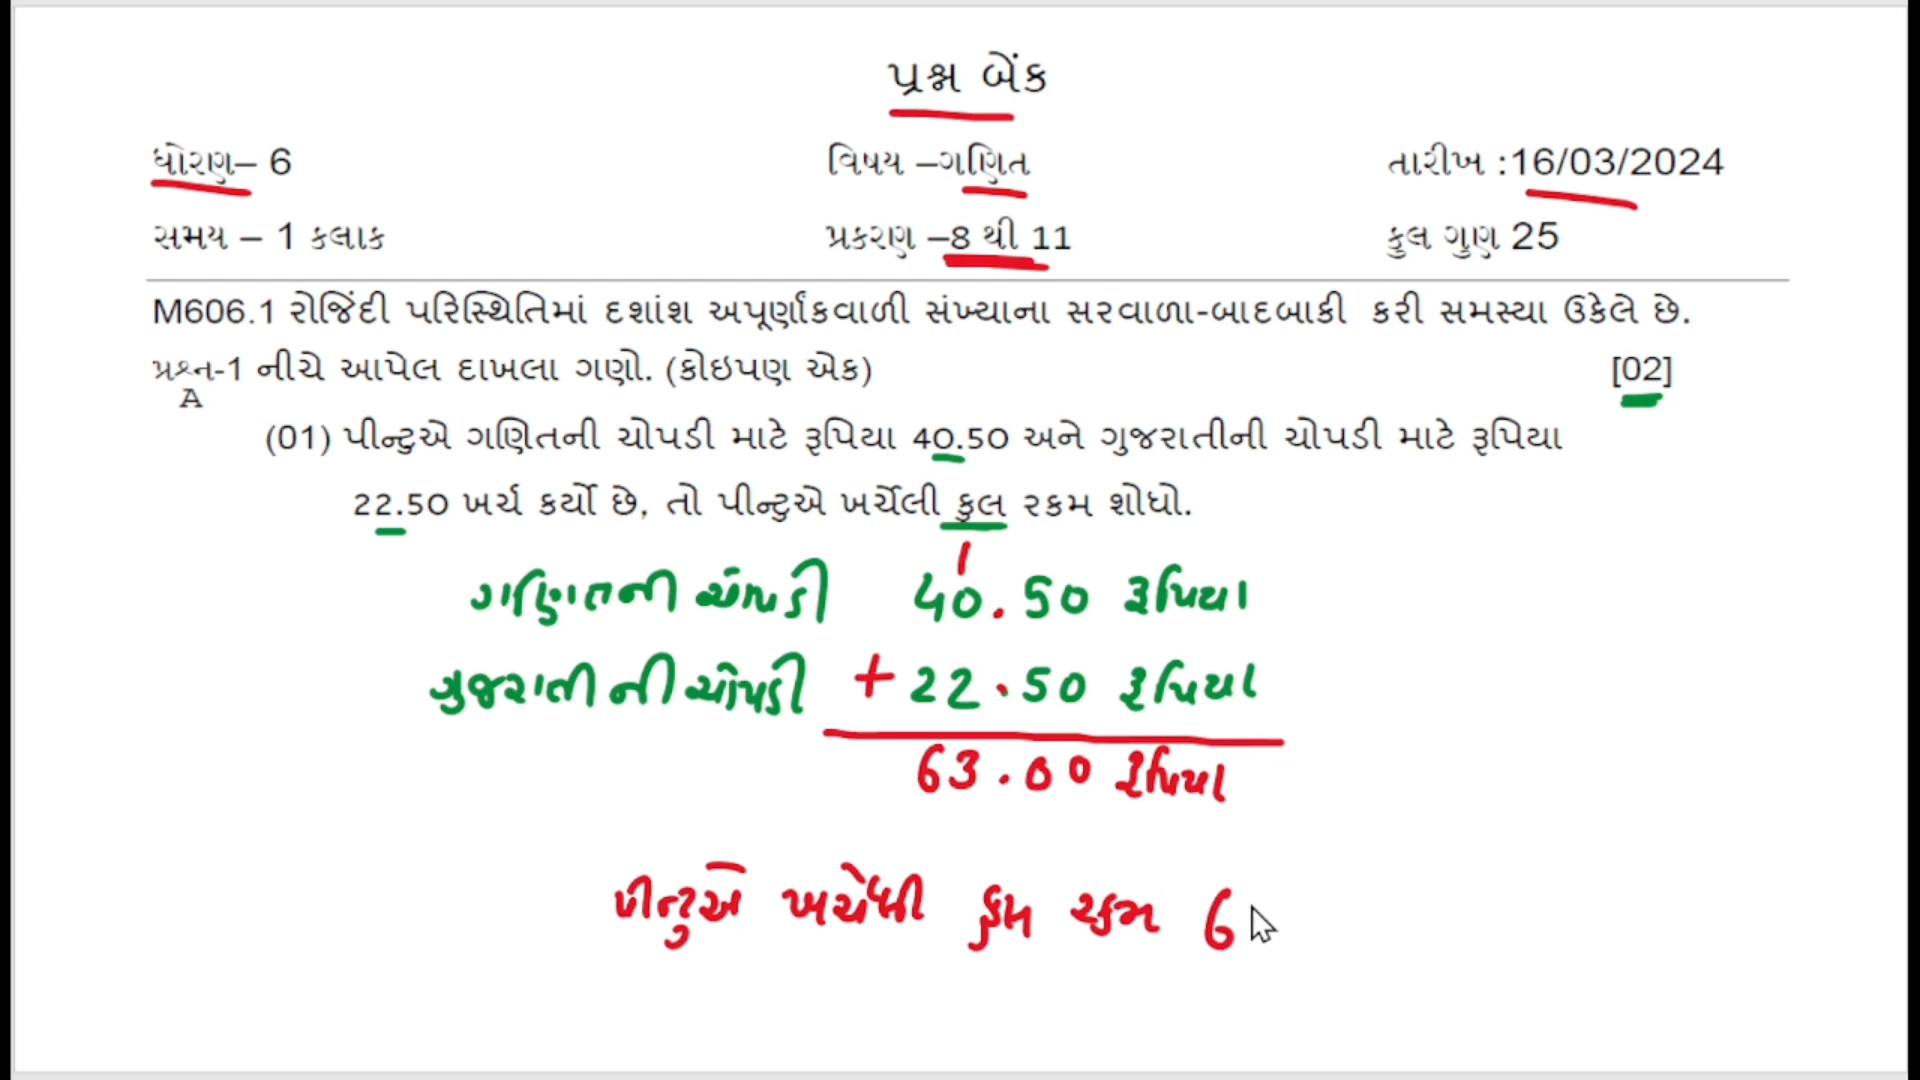 પ્રશ્ન બેંક
ધોરણ– 6 વિષય –ગણિત તારીખ :16/03/2024
સમય – 1 કલાક પ્રકરણ –8 થી 11 કુલ ગુણ 25
M606.1 રોજિંદી પરિસ્થિતિમાં દશાંશ અપૂર્ણાંકવાળી સંખ્યાના સરવાળા-બાદબાકી કરી સમસ્યા ઉકેલે છે.
પ્રશ્ન-1 નીચે આપેલ દાખલા ગણો. (કોઇપણ એક) [02]
A
(01) પીન્ટુએ ગણિતની ચોપડી માટે રૂપિયા 40.50 અને ગુજરાતીની ચોપડી માટે રૂપિયા
22.50 ખર્ચ કર્યો છે, તો પીન્ટુએ ખર્ચેલી કુલ રકમ શોધો.
1
ગણિતની ચોપડી 40.50 રૂપિયા
ગુજરાતીની ચોપડી + 22.50 રૂપિયા
63.00 રૂપિયા
પીન્ટુએ ખર્ચેલી કુલ રકમ 6